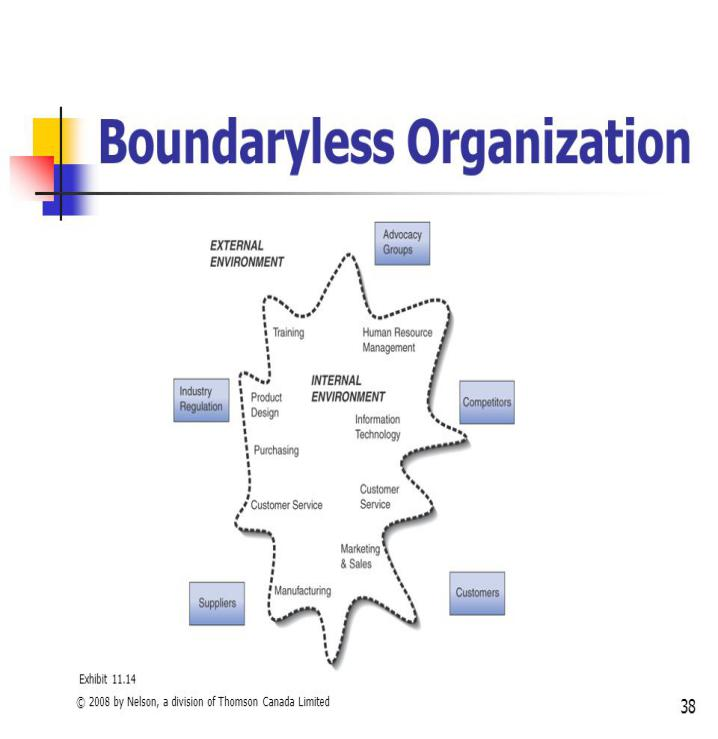 Boundaryless Organization
Advocacy
Groups
EXTERNAL
ENVIRONMENT
Training
Human Resource
Management
INTERNAL
ENVIRONMENT
Industry
Regulation
Product
Design
Competitors
Information
Technology
Purchasing
Customer
Service
Customer Service
Marketing
& Sales
Manufacturing
Suppliers
Customers
Exhibit 11.14
© 2008 by Nelson, a division of Thomson Canada Limited
38